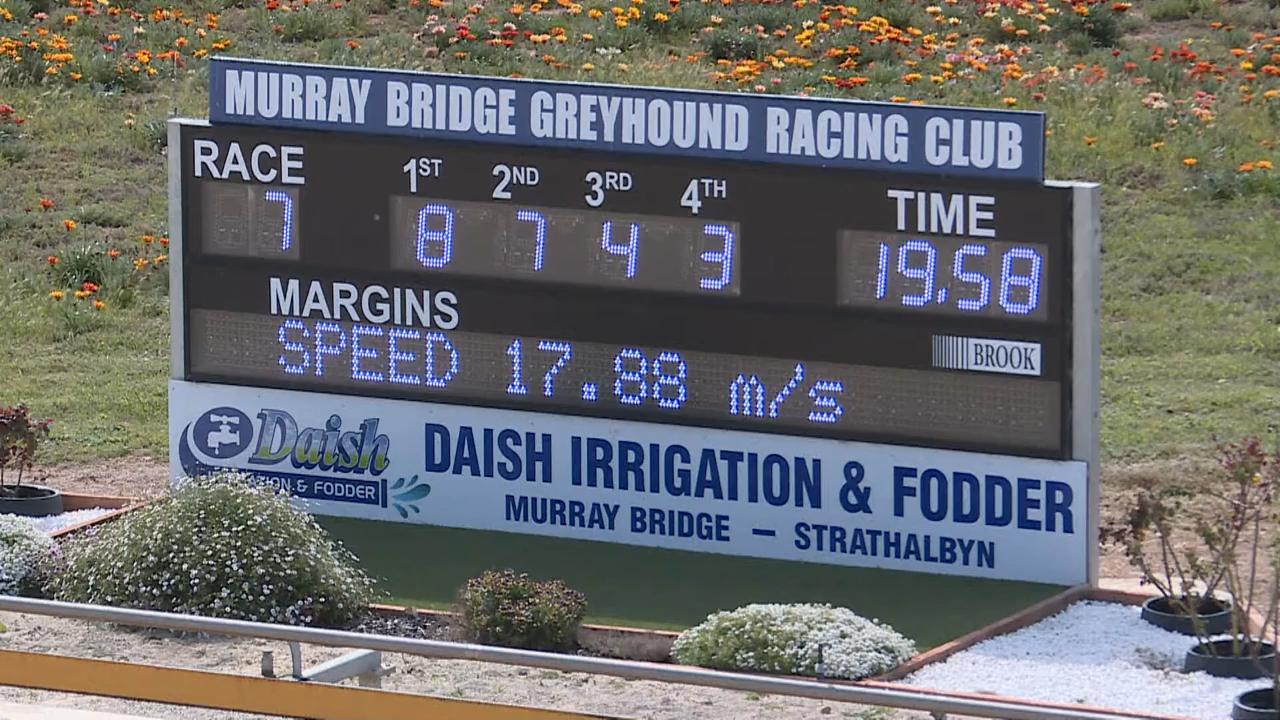 MURRAY BRIDGE GREYHOUND RACING CLUB
RACE 1ST 2ND 3RD 4TH TIME
7 8 7 4 3 19.58
MARGINS
SPEED 17.88 m/s
BROOK
Daish
& FODDER
DAISH IRRIGATION & FODDER
MURRAY BRIDGE – STRATHALBYN